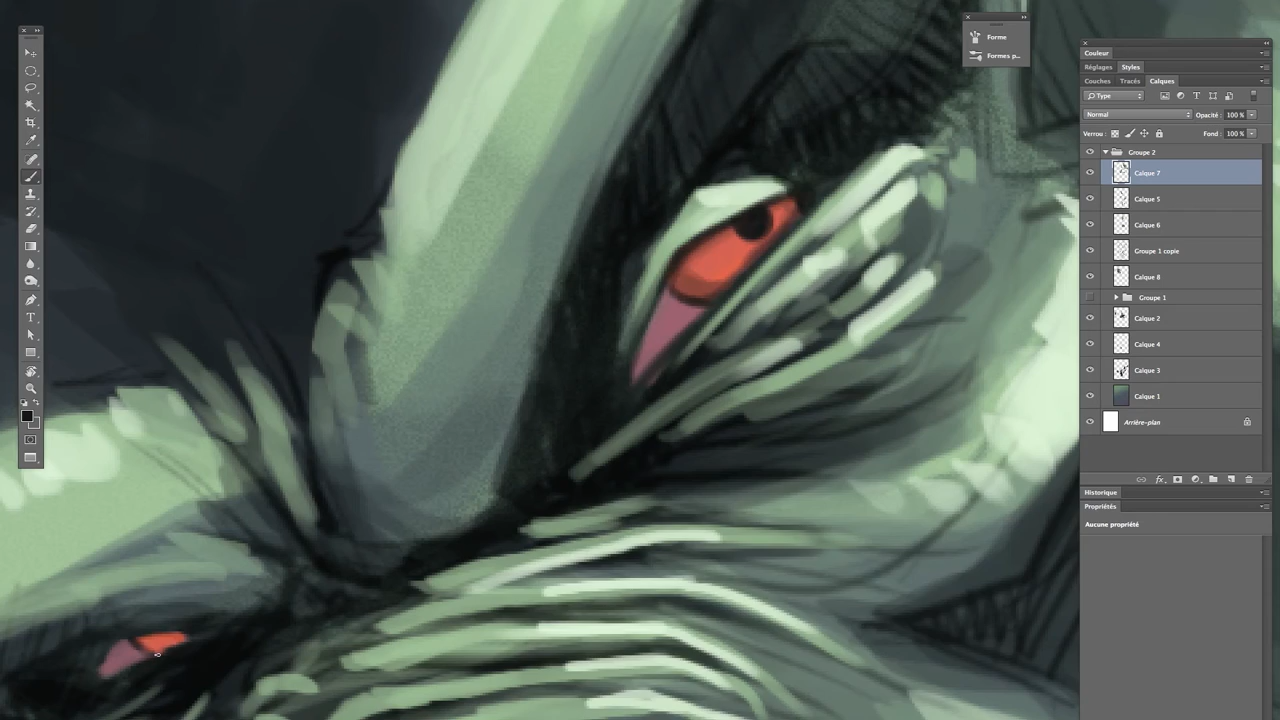 Forme
Formes p...
Couleur
Réglages Styles
Couches Tracés Calques
Type
Normal Opacité : 100 %
Verrou : Fond : 100 %
Groupe 2
Calque 7
Calque 5
Calque 6
Groupe 1 copie
Calque 8
Groupe 1
Calque 2
Calque 4
Calque 3
Calque 1
Arrière-plan
fx
Historique
Propriétés
Aucune propriété